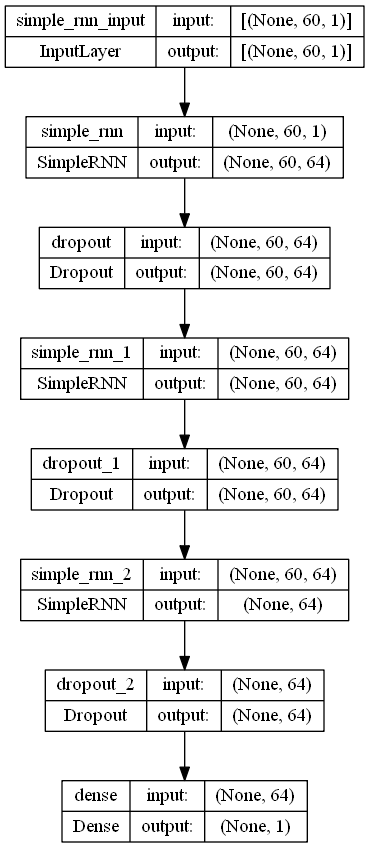 simple_rnn_input input: [(None, 60, 1)]
InputLayer output: [(None, 60, 1)]
simple_rnn input: (None, 60, 1)
SimpleRNN output: (None, 60, 64)
dropout input: (None, 60, 64)
Dropout output: (None, 60, 64)
simple_rnn_1 input: (None, 60, 64)
SimpleRNN output: (None, 60, 64)
dropout_1 input: (None, 60, 64)
Dropout output: (None, 60, 64)
simple_rnn_2 input: (None, 60, 64)
SimpleRNN output: (None, 64)
dropout_2 input: (None, 64)
Dropout output: (None, 64)
dense input: (None, 64)
Dense output: (None, 1)